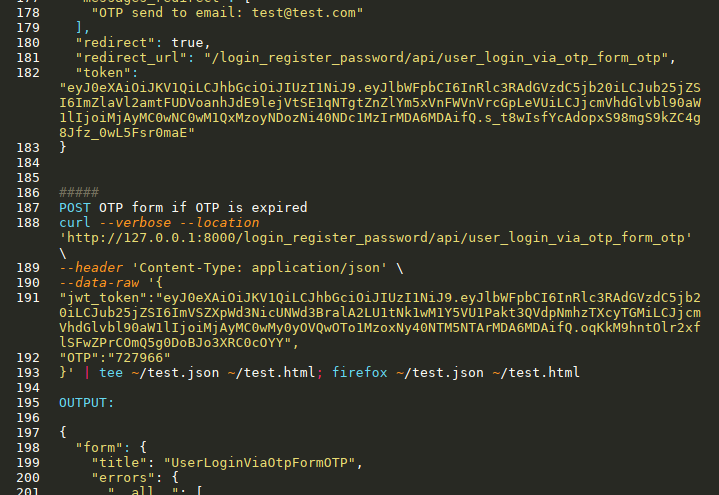 178 "OTP send to email: test@test.com"
179 ],
180 "redirect": true,
181 "redirect_url": "/login_register_password/api/user_login_via_otp_form_otp",
182 "token":
"eyJ0eXAiOiJKV1QiLCJhbGciOiJIUzI1NiJ9.eyJlbWFpbCI6InRlc3RAdGVzdC5jb20iLCJub25jZS
I6ImZlaVl2amtFUDVoanhJdE9lejVtSE1qNTgtZnZlYm5xVnFWVnVrcGpLeVUiLCJjcmVhdGlvbl90aW
1lIjoiMjAyMC0wNC0wM1QxMzoyNDozNi40NDc1MzIrMDA6MDAifQ.s_t8wIsfYcAdopxS98mgS9kZC4g
8Jfz_0wL5Fsr0maE"
183 }
184
185
186 #####
187 POST OTP form if OTP is expired
188 curl --verbose --location
'http://127.0.0.1:8000/login_register_password/api/user_login_via_otp_form_otp'
\
189 --header 'Content-Type: application/json' \
190 --data-raw '{
191 "jwt_token":"eyJ0eXAiOiJKV1QiLCJhbGciOiJIUzI1NiJ9.eyJlbWFpbCI6InRlc3RAdGVzdC5jb2
0iLCJub25jZSI6ImVSZXpWd3NicUNWd3BralA2LU1tNk1wM1Y5VU1Pakt3QVdpNmhzTXcyTGMiLCJjcm
VhdGlvbl90aW1lIjoiMjAyMC0wMy0yOVQwOTo1MzoxNy40NTM5NTArMDA6MDAifQ.oqKkM9hntOlr2xf
lSFwZPrCOmQ5g0DoBJo3XRC0cOYY",
192 "OTP":"727966"
193 }' | tee ~/test.json ~/test.html; firefox ~/test.json ~/test.html
194
195 OUTPUT:
196
197 {
198 "form": {
199 "title": "UserLoginViaOtpFormOTP",
200 "errors": {
201 "__all__": [